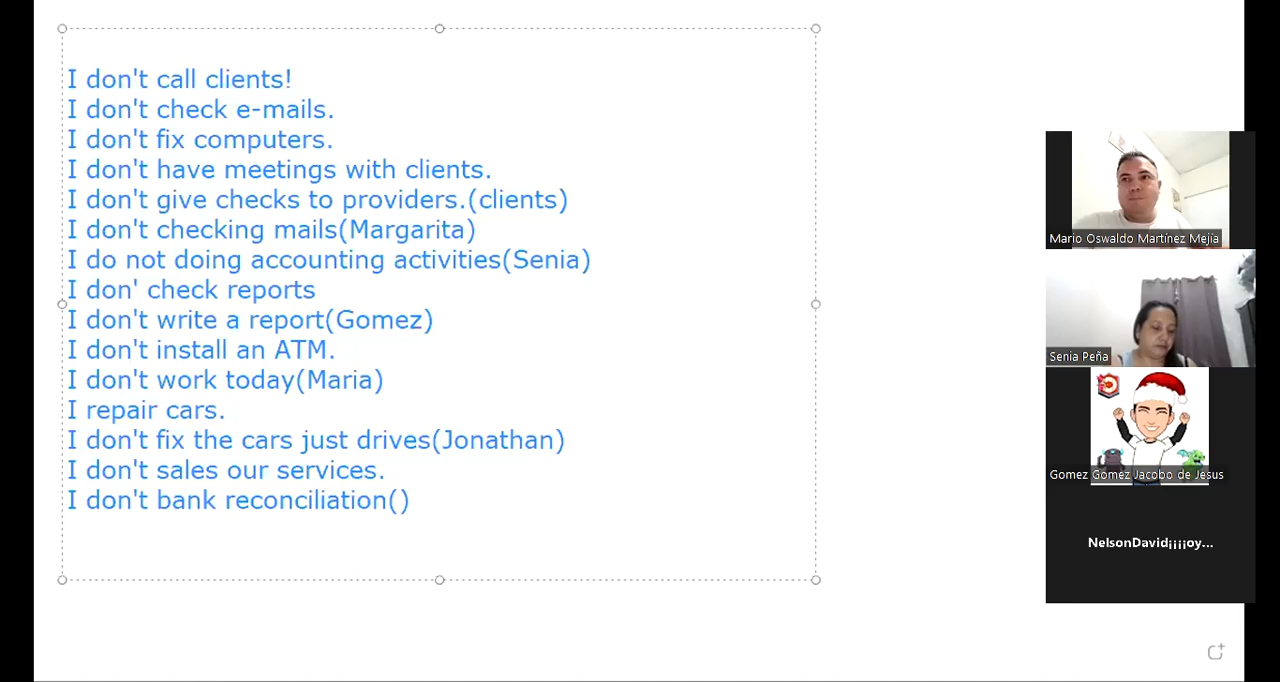 I don't call clients!
I don't check e-mails.
I don't fix computers.
I don't have meetings with clients.
I don't give checks to providers.(clients)
I don't checking mails(Margarita)
I do not doing accounting activities(Senia)
I don' check reports
I don't write a report(Gomez)
I don't install an ATM.
I don't work today(Maria)
I repair cars.
I don't fix the cars just drives(Jonathan)
I don't sales our services.
I don't bank reconciliation()
Mario Oswaldo Martínez Mejía
Senia Peña
Gomez Gomez Jacobo de Jesus
NelsonDavid¡¡¡¡oy...